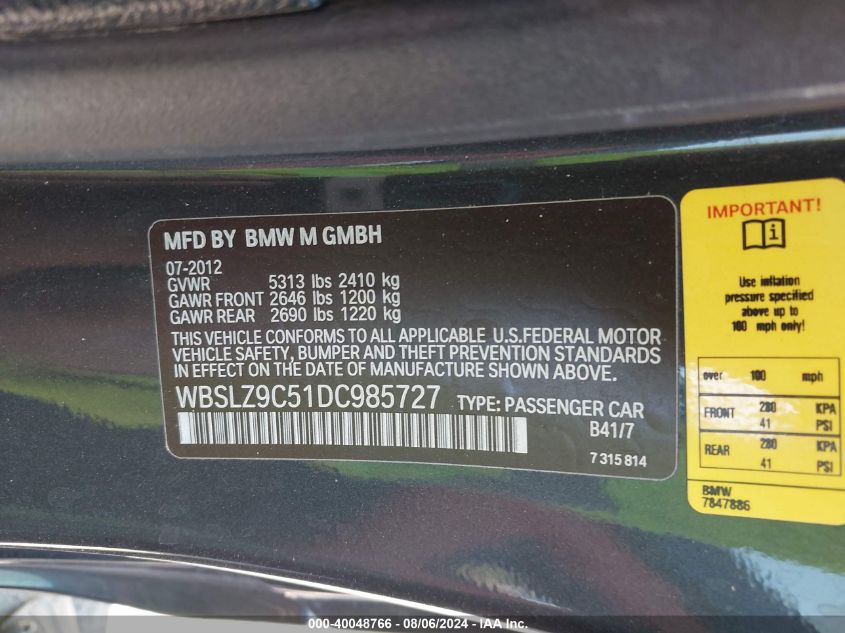 MFD BY BMW M GMBH
07-2012
GVWR 5313 lbs 2410 kg
GAWR FRONT 2646 lbs 1200 kg
GAWR REAR 2690 lbs 1220 kg
THIS VEHICLE CONFORMS TO ALL APPLICABLE U.S.FEDERAL MOTOR
VEHICLE SAFETY, BUMPER AND THEFT PREVENTION STANDARDS
IN EFFECT ON THE DATE OF MANUFACTURE SHOWN ABOVE.
WBSLZ9C51DC985727 TYPE: PASSENGER CAR
B41/7
7 315 814
IMPORTANT!
i
Use inflation
pressure specified
above up to
100 mph only!
over 100 mph
FRONT 280 KPA
41 PSI
REAR 280 KPA
41 PSI
BMW
7847886
000-40048766 - 08/06/2024 - IAA Inc.